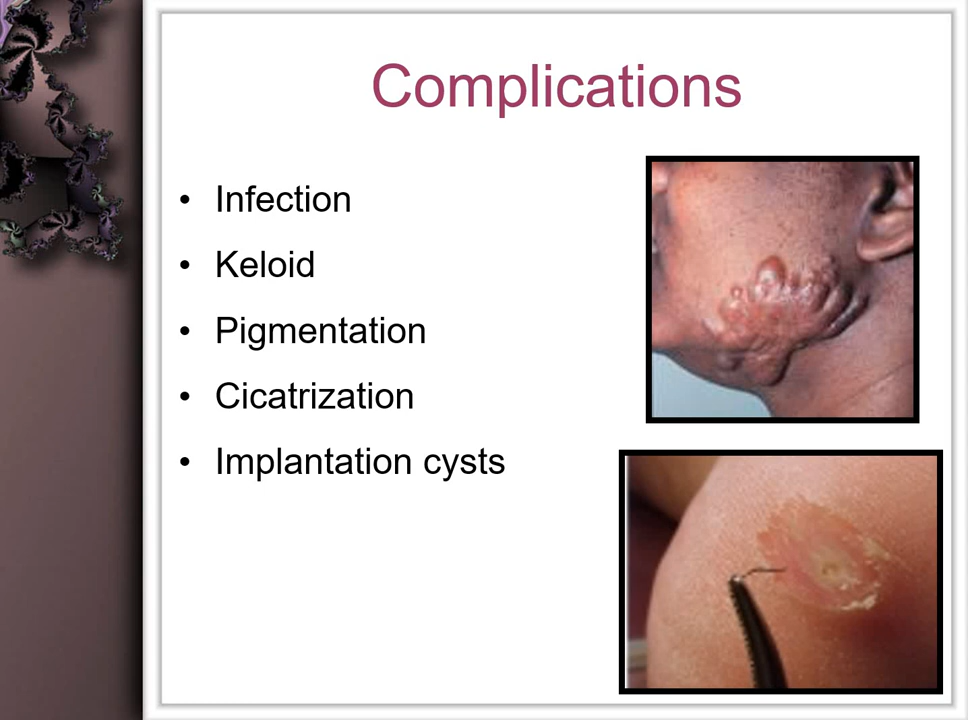 Complications
• Infection
• Keloid
• Pigmentation
• Cicatrization
• Implantation cysts